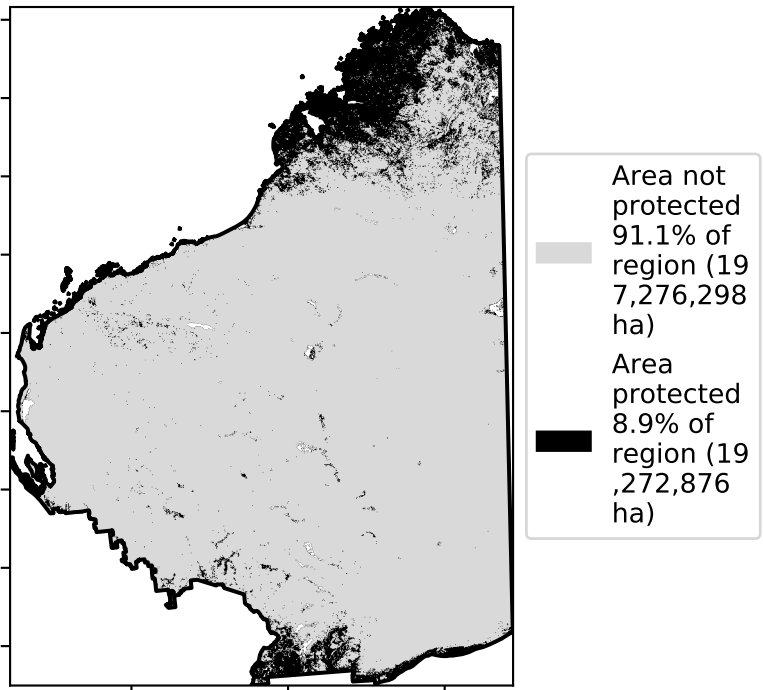 Area not
protected
91.1% of
region (19
7,276,298
ha)
Area
protected
8.9% of
region (19
,272,876
ha)